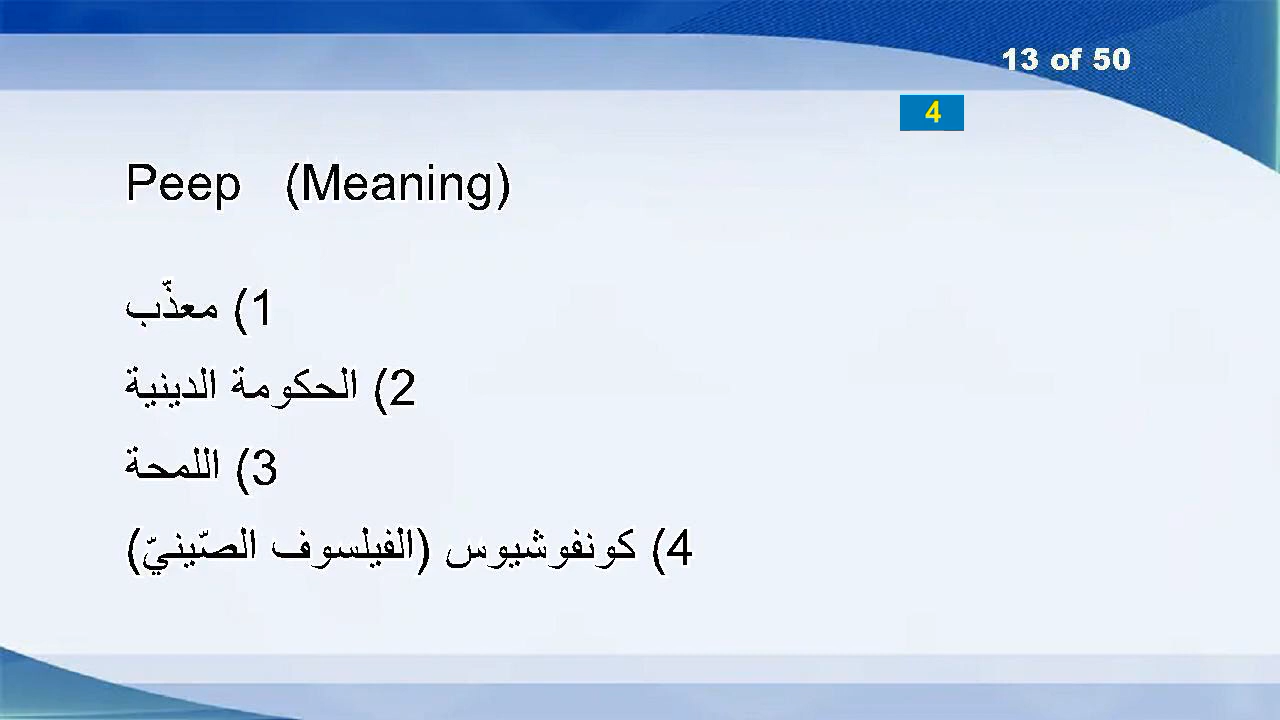 13 of 50
4
Peep (Meaning)
1) معذّب
2) الحكومة الدينية
3) اللمحة
4) كونفوشيوس (الفيلسوف الصّينيّ)